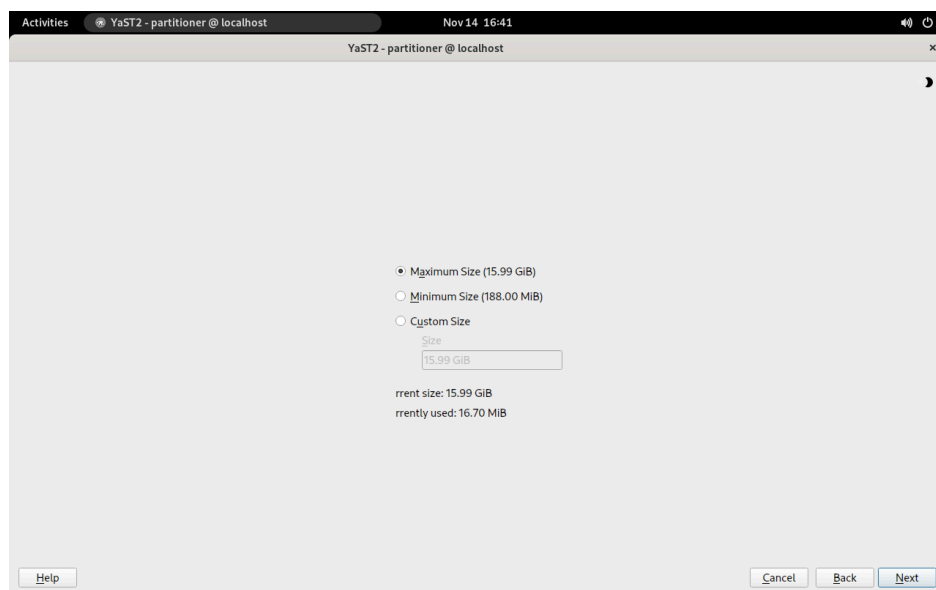 Activities YaST2 - partitioner @ localhost Nov 14 16:41
YaST2 - partitioner @ localhost ×
Maximum Size (15.99 GiB)
Minimum Size (188.00 MiB)
Custom Size
Size
15.99 GiB
rrent size: 15.99 GiB
rrently used: 16.70 MiB
Help Cancel Back Next